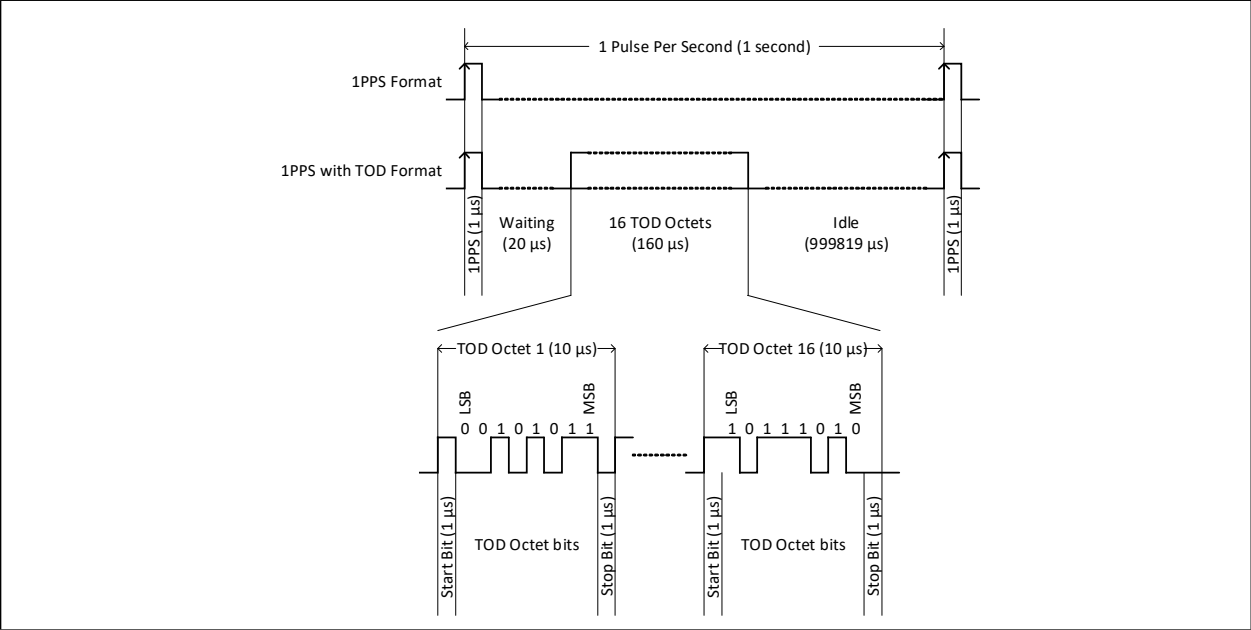 1 Pulse Per Second (1 second)
1PPS Format
1PPS with TOD Format
1PPS (1 µs)
Waiting
(20 µs)
16 TOD Octets
(160 µs)
Idle
(999819 µs)
1PPS (1 µs)
TOD Octet 1 (10 µs)
TOD Octet 16 (10 µs)
LSB
MSB
LSB
MSB
0 0 1 0 1 0 1 1
1 0 1 1 1 0 1 0
Start Bit (1 µs)
TOD Octet bits
Stop Bit (1 µs)
Start Bit (1 µs)
TOD Octet bits
Stop Bit (1 µs)